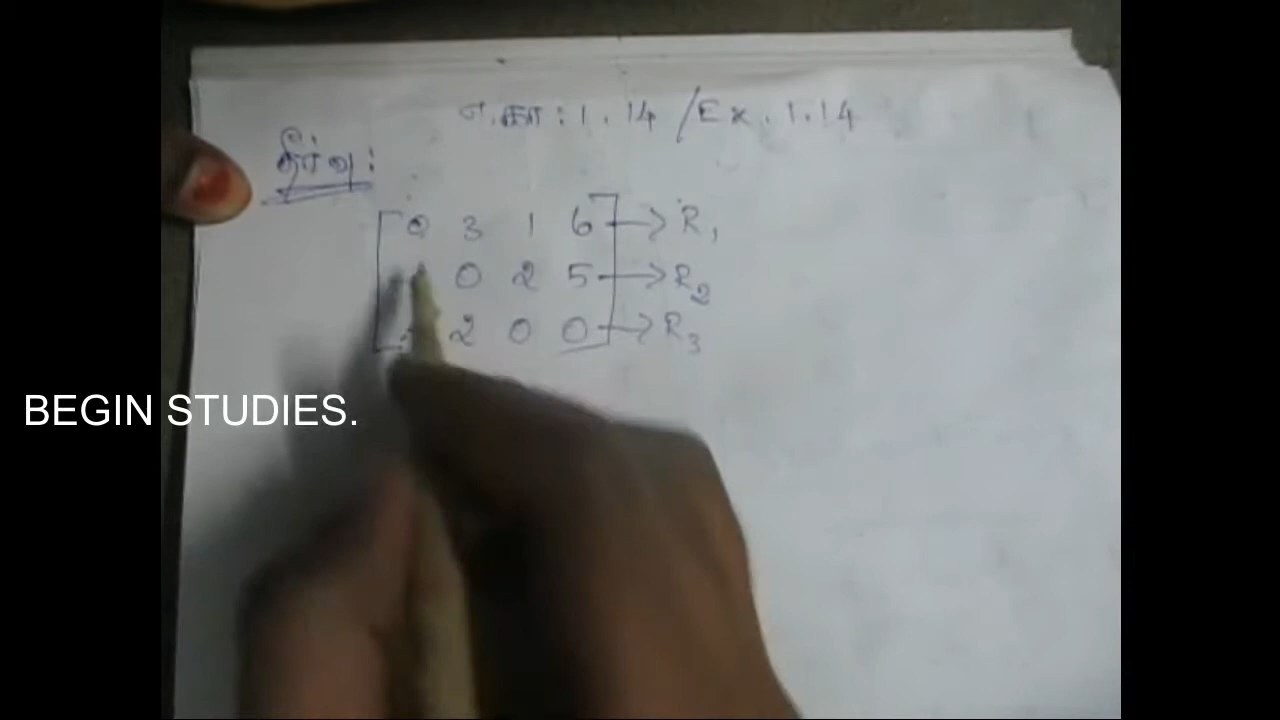 எ.கா : 1.14 / Ex. 1.14
தீர்வு :
0 3 1 6 → R1
0 2 5 → R2
2 0 0 → R3
BEGIN STUDIES.